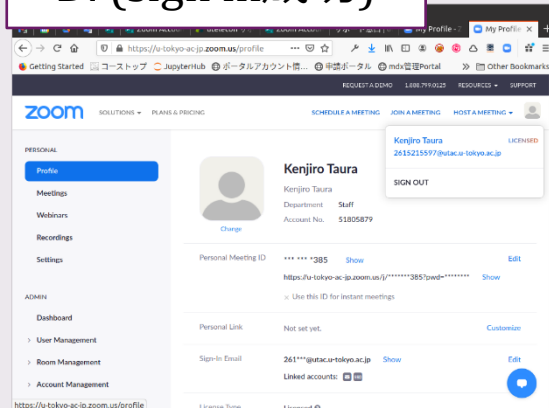 My Profile
https://u-tokyo-ac-jp.zoom.us/profile
Getting Started コーストップ JupyterHub ポータルアカウント情… 申請ポータル mdx管理Portal Other Bookmarks
REQUEST A DEMO 1.888.799.0125 RESOURCES SUPPORT
zoom SOLUTIONS PLANS & PRICING SCHEDULE A MEETING JOIN A MEETING HOST A MEETING
PERSONAL
Profile
Meetings
Webinars
Recordings
Settings
ADMIN
Dashboard
User Management
Room Management
Account Management
Change
Kenjiro Taura
Kenjiro Taura
Department Staff
Account No. 51805879
Kenjiro Taura LICENSED
2615215597@utac.u-tokyo.ac.jp
SIGN OUT
Personal Meeting ID *** *** *385 Show Edit
https://u-tokyo-ac-jp.zoom.us/j/*******385?pwd=******** Show
× Use this ID for instant meetings
Personal Link Not set yet. Customize
Sign-In Email 261***@utac.u-tokyo.ac.jp Show Edit
Linked accounts:
License Type Licensed
https://u-tokyo-ac-jp.zoom.us/profile